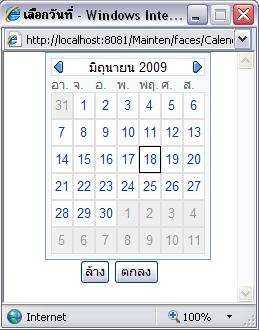 เลือกวันที่ - Windows Inte...
http://localhost:8081/Mainten/faces/Calen
มิถุนายน 2009
อา. จ. อ. พ. พฤ. ศ. ส.
31 1 2 3 4 5 6
7 8 9 10 11 12 13
14 15 16 17 18 19 20
21 22 23 24 25 26 27
28 29 30 1 2 3 4
5 6 7 8 9 10 11
ล้าง ตกลง
Internet 100%